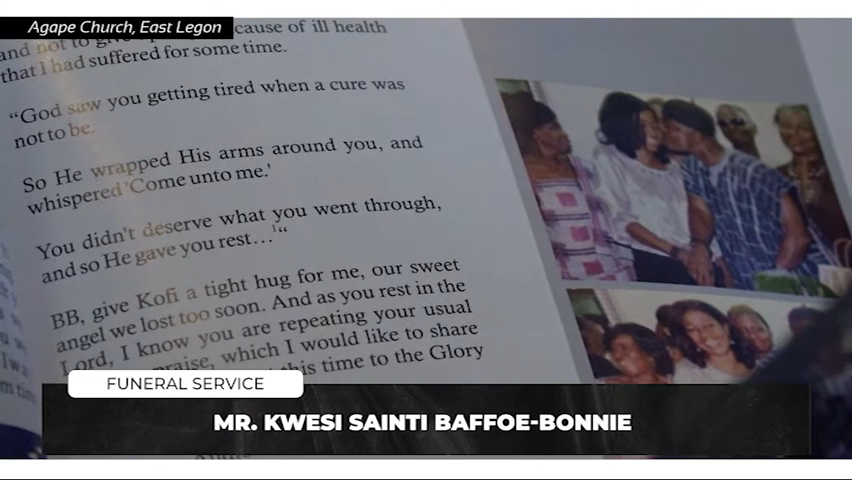 Agape Church, East Legon
cause of ill health
and not to
that I had suffered for some time.
“God saw you getting tired when a cure was
not to be.
So He wrapped His arms around you, and
whispered 'Come unto me.'
You didn't deserve what you went through,
and so He gave you rest…'“
BB, give Kofi a tight hug for me, our sweet
angel we lost too soon. And as you rest in the
Lord, I know you are repeating your usual
praise, which I would like to share
this time to the Glory
FUNERAL SERVICE
MR. KWESI SAINTI BAFFOE-BONNIE